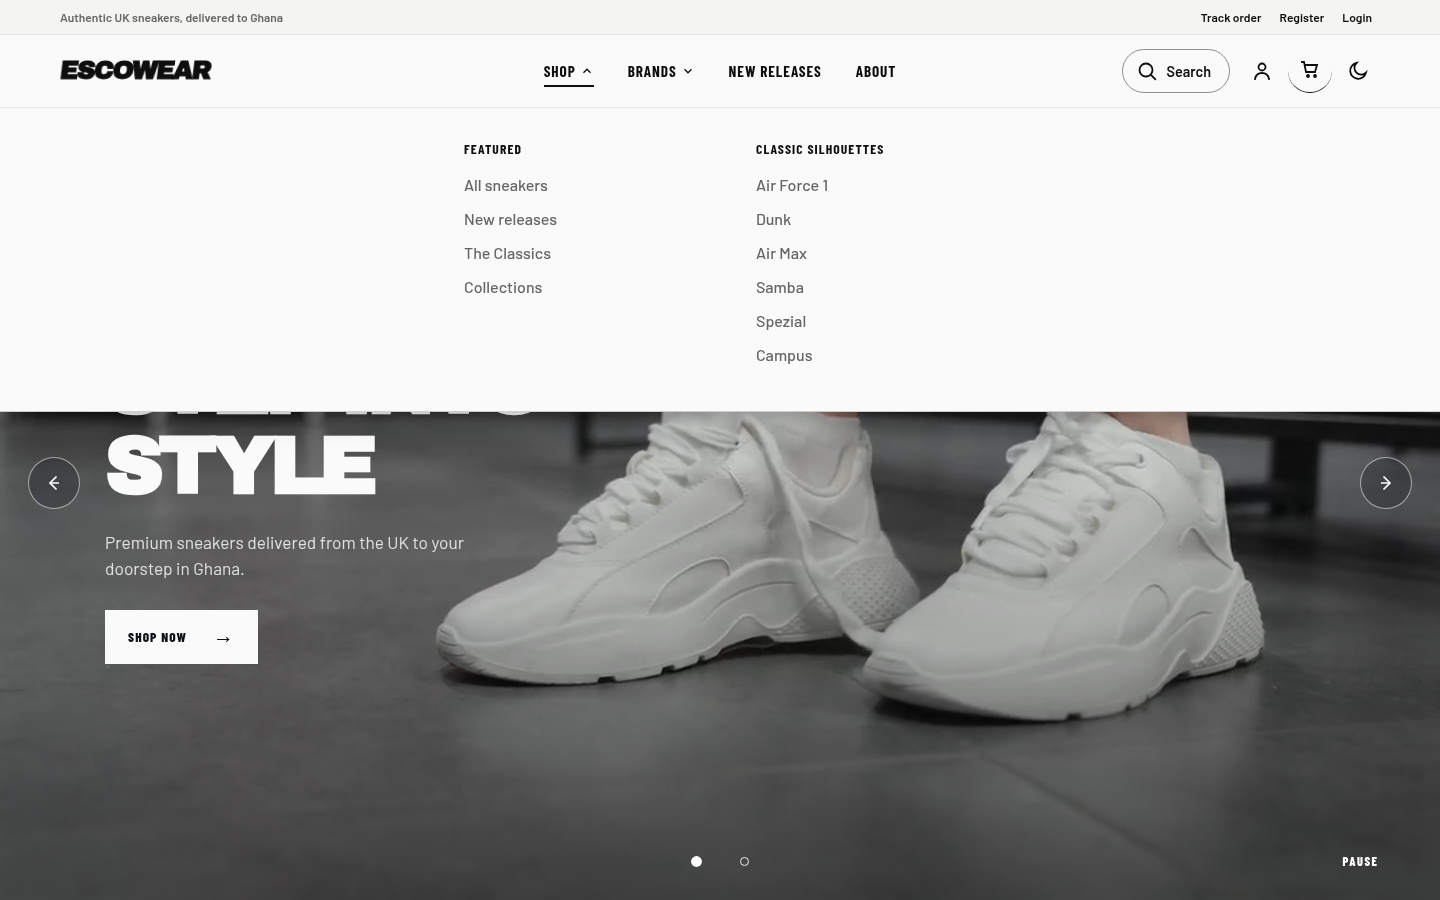 Authentic UK sneakers, delivered to Ghana
Track order
Register
Login
ESCOWEAR
SHOP
BRANDS
NEW RELEASES
ABOUT
Search
FEATURED
All sneakers
New releases
The Classics
Collections
CLASSIC SILHOUETTES
Air Force 1
Dunk
Air Max
Samba
Spezial
Campus
STYLE
Premium sneakers delivered from the UK to your
doorstep in Ghana.
SHOP NOW →
PAUSE